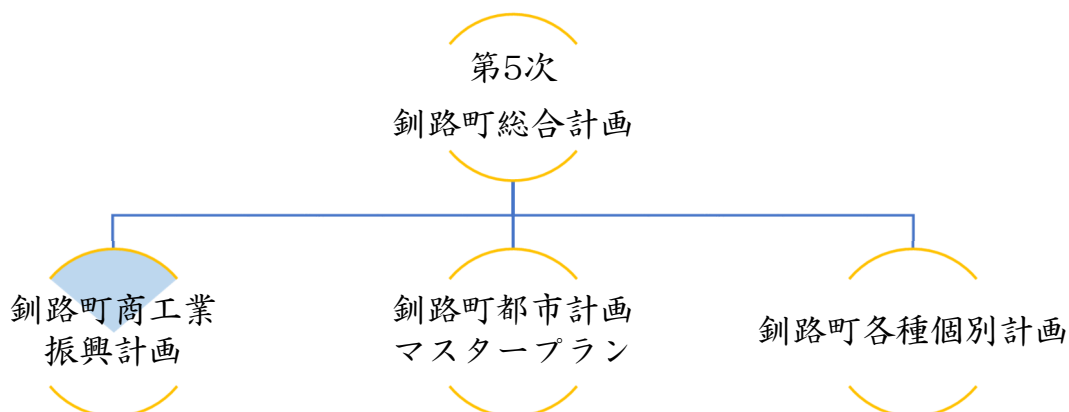 第5次
釧路町総合計画
釧路町商工業
振興計画
釧路町都市計画
マスタープラン
釧路町各種個別計画